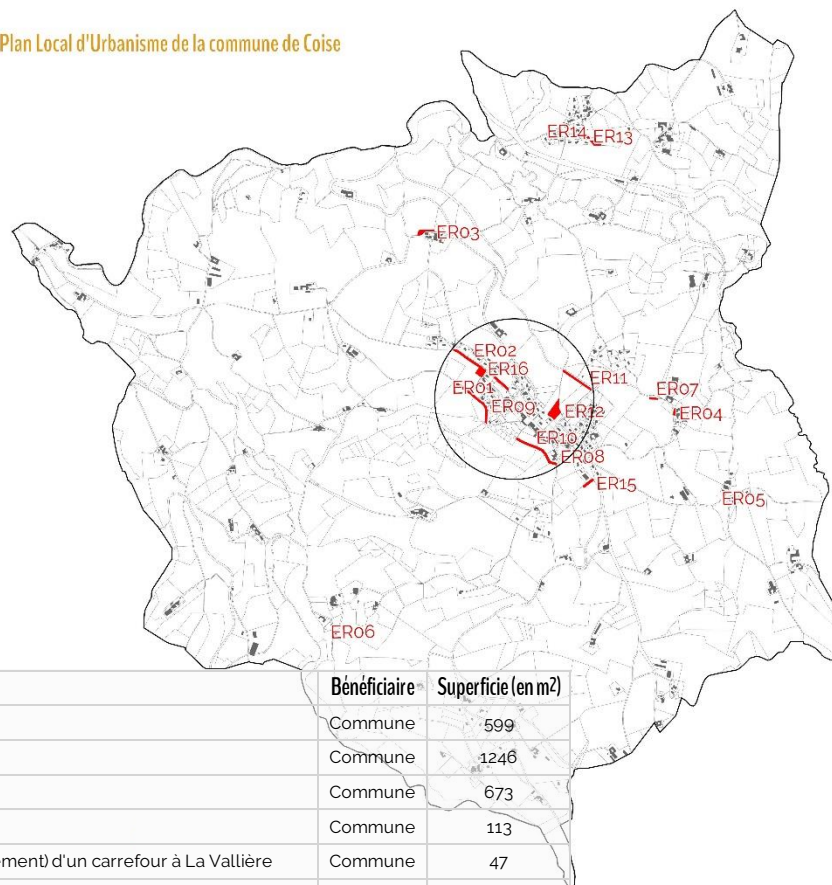 Plan Local d'Urbanisme de la commune de Coise
ER14 ER13
ER03
ER02
ER16
ER01
ER11
ER07
ER09
ER12
ER04
ER10
ER08
ER15
ER05
ER06
Bénéficiaire Superficie (en m²)
Commune 599
Commune 1246
Commune 673
Commune 113
ement) d'un carrefour à La Vallière Commune 47